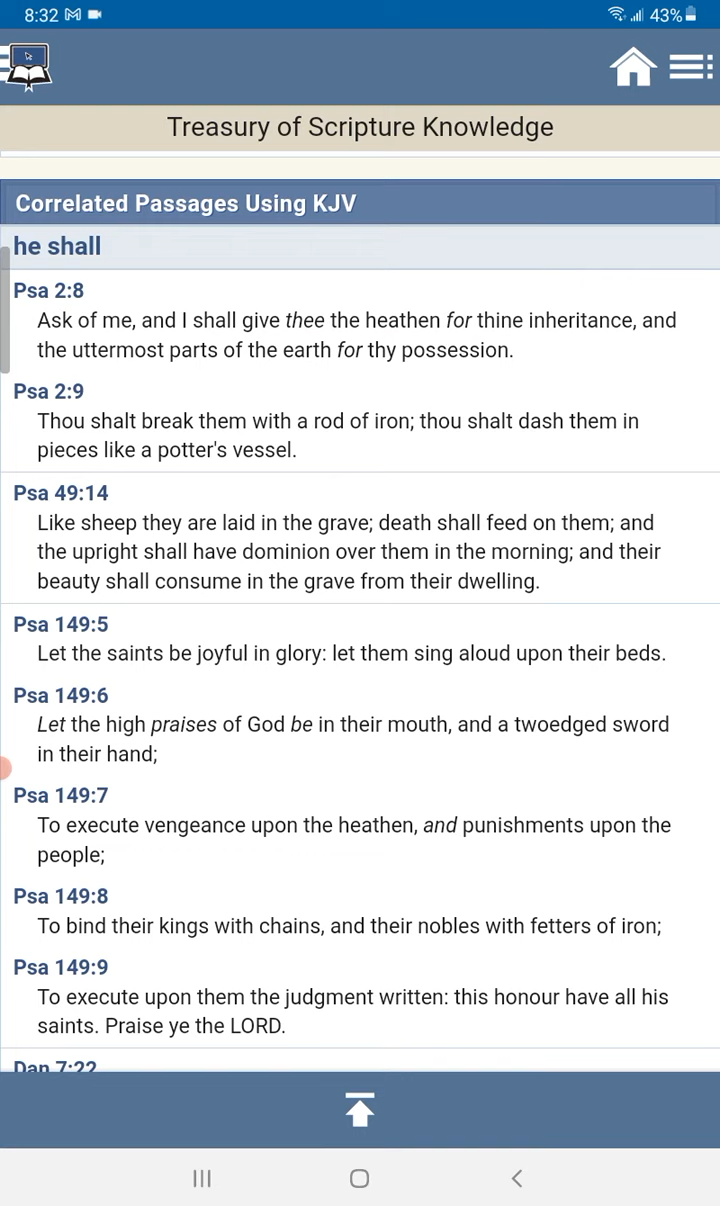 8:32
43%
Treasury of Scripture Knowledge
Correlated Passages Using KJV
he shall
Psa 2:8
Ask of me, and I shall give thee the heathen for thine inheritance, and
the uttermost parts of the earth for thy possession.
Psa 2:9
Thou shalt break them with a rod of iron; thou shalt dash them in
pieces like a potter's vessel.
Psa 49:14
Like sheep they are laid in the grave; death shall feed on them; and
the upright shall have dominion over them in the morning; and their
beauty shall consume in the grave from their dwelling.
Psa 149:5
Let the saints be joyful in glory: let them sing aloud upon their beds.
Psa 149:6
Let the high praises of God be in their mouth, and a twoedged sword
in their hand;
Psa 149:7
To execute vengeance upon the heathen, and punishments upon the
people;
Psa 149:8
To bind their kings with chains, and their nobles with fetters of iron;
Psa 149:9
To execute upon them the judgment written: this honour have all his
saints. Praise ye the LORD.
Dan 7:22